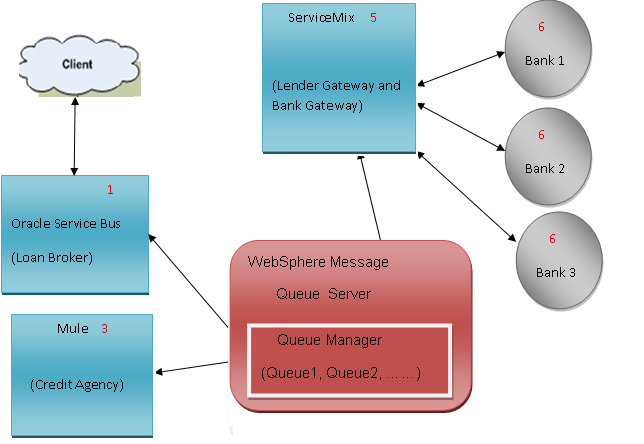 Client
1
Oracle Service Bus
(Loan Broker)
Mule 3
(Credit Agency)
ServiceMix 5
(Lender Gateway and
Bank Gateway)
6
Bank 1
6
Bank 2
6
Bank 3
WebSphere Message
Queue Server
Queue Manager
(Queue1, Queue2, ... ...)